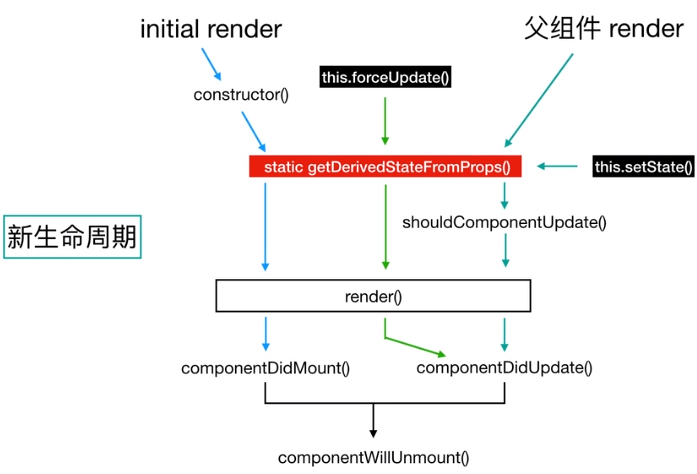 initial render
父组件 render
this.forceUpdate()
constructor()
static getDerivedStateFromProps()
this.setState()
shouldComponentUpdate()
新生命周期
render()
componentDidMount()
componentDidUpdate()
componentWillUnmount()